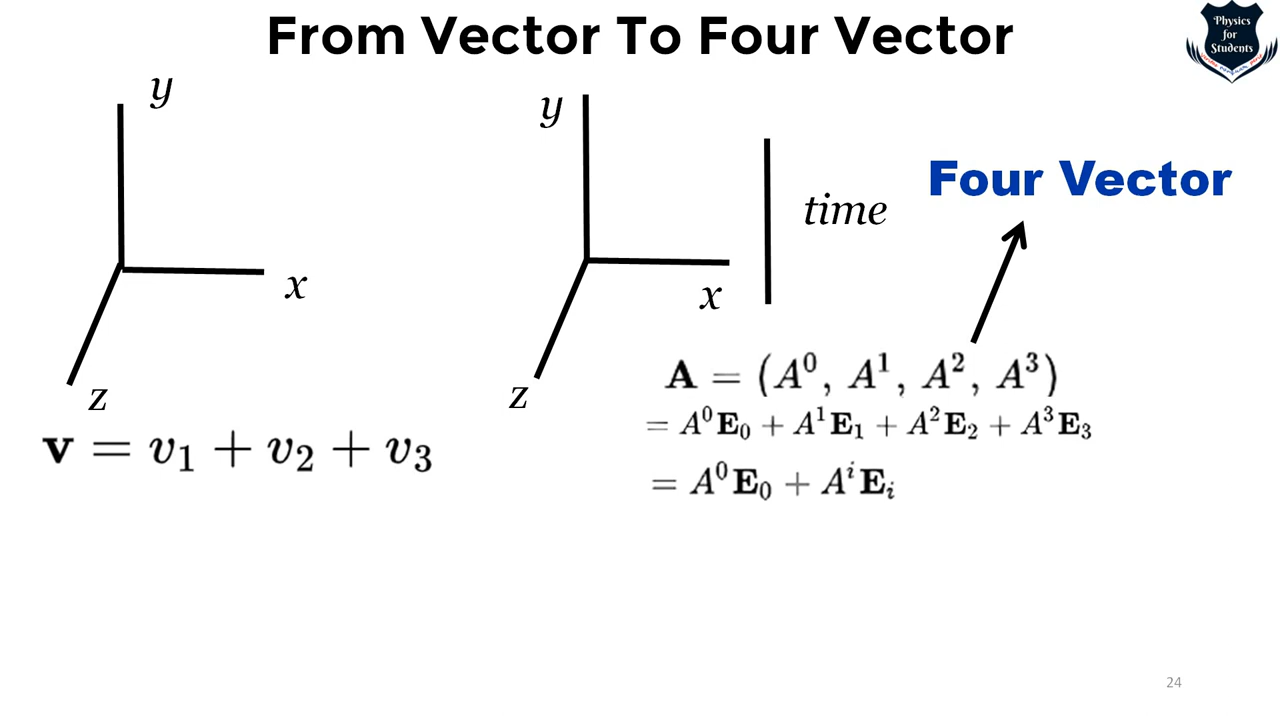 From Vector To Four Vector
Physics
for
Students
y
x
z
v = v₁ + v₂ + v₃
y
x
z
time
Four Vector
A = (A⁰, A¹, A², A³)
= A⁰E₀ + A¹E₁ + A²E₂ + A³E₃
= A⁰E₀ + AⁱEᵢ
24